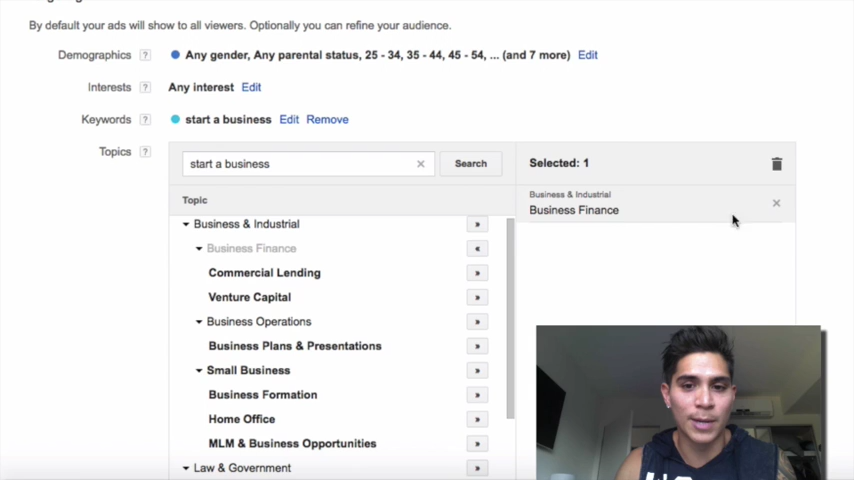 By default your ads will show to all viewers. Optionally you can refine your audience.
Demographics ? Any gender, Any parental status, 25 - 34, 35 - 44, 45 - 54, ... (and 7 more) Edit
Interests ? Any interest Edit
Keywords ? start a business Edit Remove
Topics ?
start a business × Search
Selected: 1
Topic
Business & Industrial
Business Finance
Business & Industrial »
Business Finance «
Commercial Lending »
Venture Capital »
Business Operations »
Business Plans & Presentations »
Small Business »
Business Formation »
Home Office »
MLM & Business Opportunities »
Law & Government »